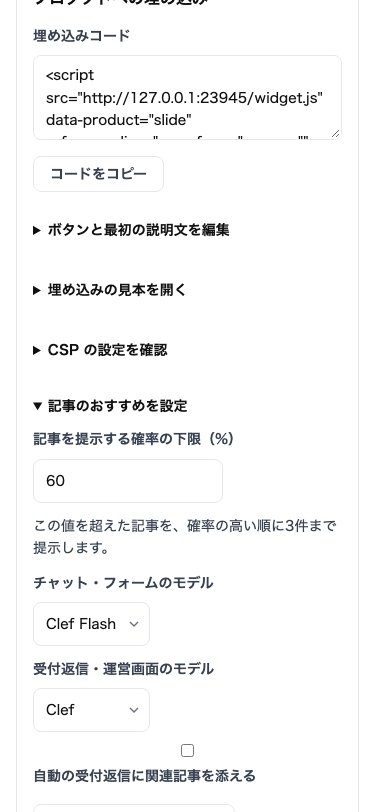 埋め込みコード
<script
src="http://127.0.0.1:23945/widget.js"
data-product="slide"
コードをコピー
▶ ボタンと最初の説明文を編集
▶ 埋め込みの見本を開く
▶ CSP の設定を確認
▼ 記事のおすすめを設定
記事を提示する確率の下限（%）
60
この値を超えた記事を、確率の高い順に3件まで
提示します。
チャット・フォームのモデル
Clef Flash
受付返信・運営画面のモデル
Clef
自動の受付返信に関連記事を添える